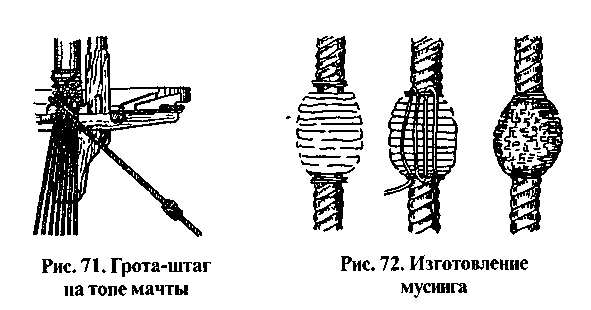 Рис. 71. Грота-штаг
на топе мачты
Рис. 72. Изготовление
мусинга